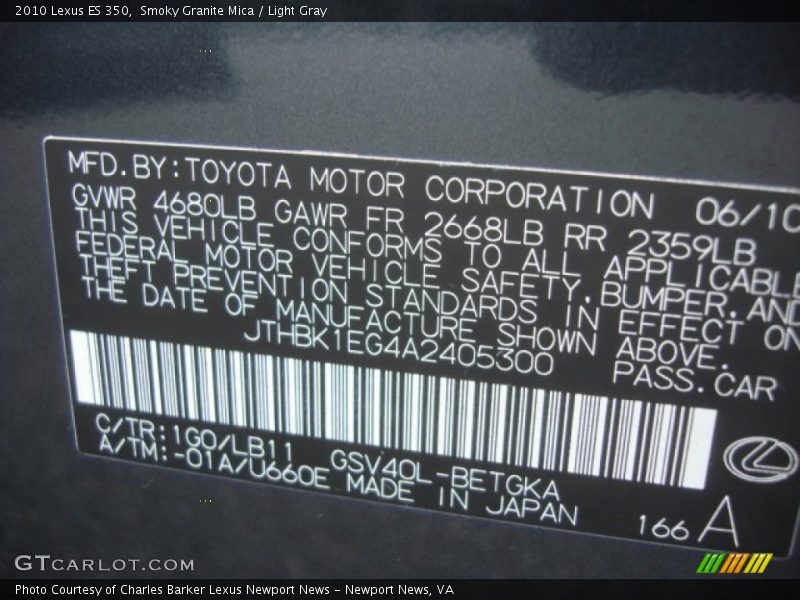 2010 Lexus ES 350,  Smoky Granite Mica / Light Gray
MFD.BY:TOYOTA MOTOR CORPORATION 06/10
GVWR 4680LB GAWR FR 2668LB RR 2359LB
THIS VEHICLE CONFORMS TO ALL APPLICABLE
FEDERAL MOTOR VEHICLE SAFETY,BUMPER,AND
THEFT PREVENTION STANDARDS IN EFFECT ON
THE DATE OF MANUFACTURE SHOWN ABOVE.
JTHBK1EG4A2405300 PASS.CAR
C/TR:1G0/LB11 GSV40L-BETGKA
A/TM:-01A/U660E MADE IN JAPAN
166 A
GTCARLOT.COM
Photo Courtesy of Charles Barker Lexus Newport News - Newport News, VA